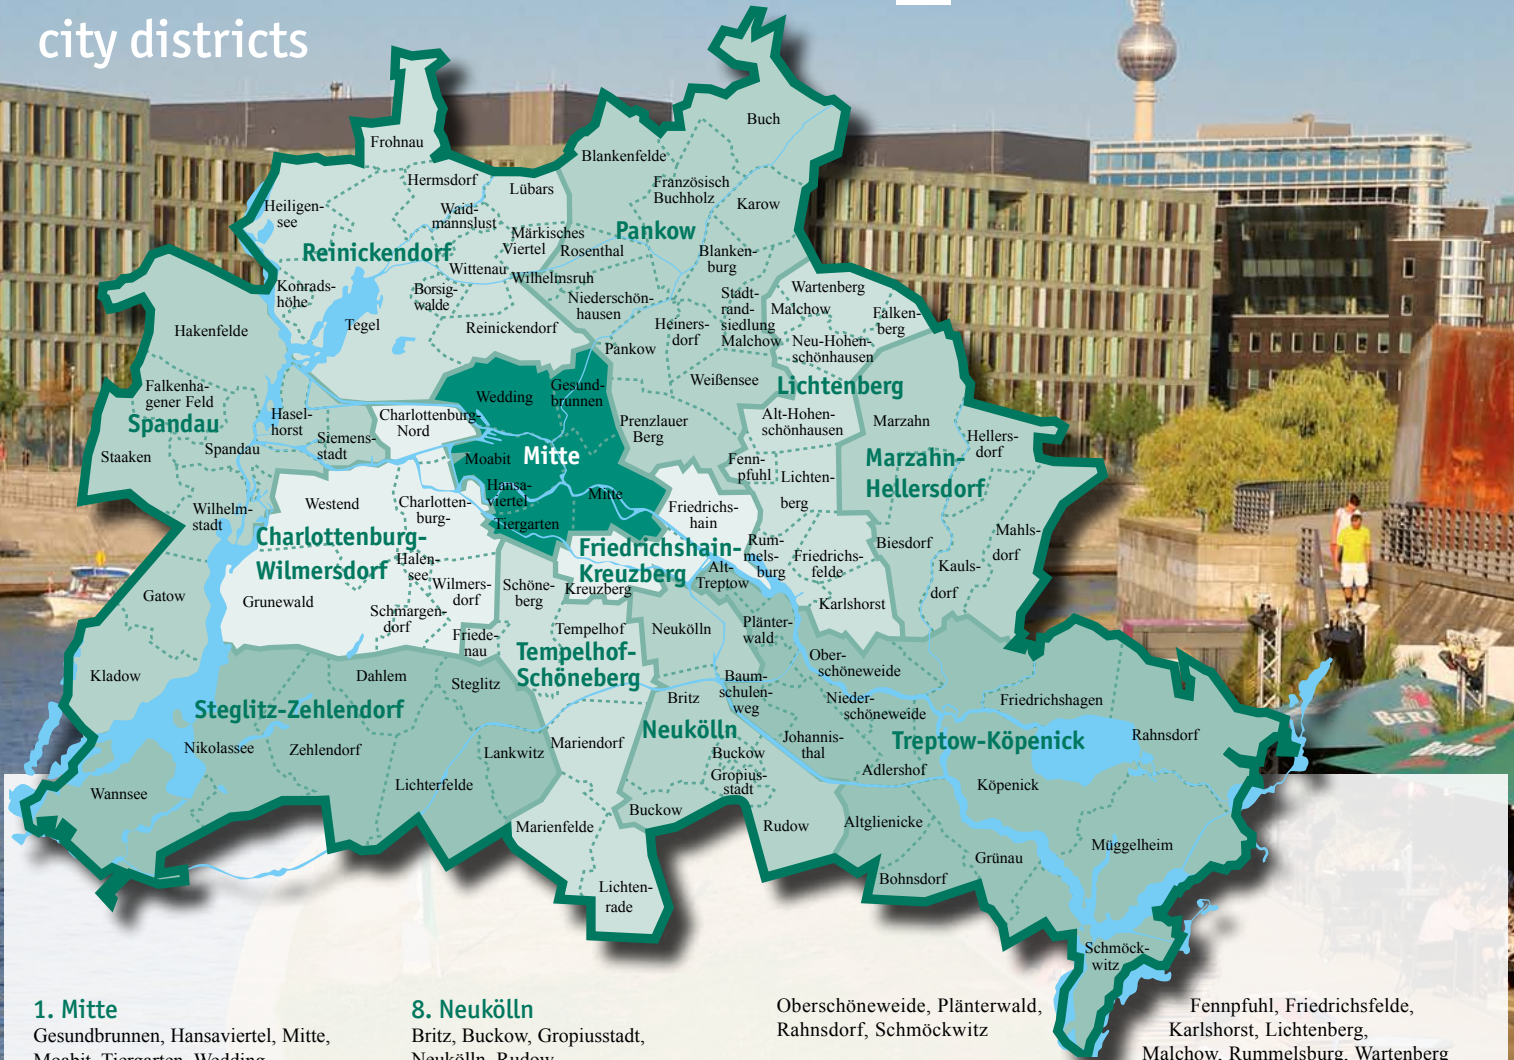 city districts
Buch
Frohnau
Blankenfelde
Hermsdorf
Lübars
Französisch
Buchholz
Karow
Heiligen-
see
Waid-
mannslust
Reinickendorf
Märkisches
Viertel
Rosenthal
Pankow
Blanken-
burg
Wittenau
Wilhelmsruh
Konrads-
höhe
Borsig-
walde
Niederschön-
hausen
Stadt-
rand-
siedlung
Malchow
Wartenberg
Malchow
Falken-
berg
Hakenfelde
Tegel
Reinickendorf
Heiners-
dorf
Pankow
Neu-Hohen-
schönhausen
Weißensee
Lichtenberg
Falkenha-
gener Feld
Spandau
Wedding
Gesund-
brunnen
Hasel-
horst
Charlottenburg-
Nord
Prenzlauer
Berg
Alt-Hohen-
schönhausen
Marzahn
Siemens-
stadt
Hellers-
dorf
Staaken
Spandau
Moabit
Mitte
Fenn-
pfuhl
Lichten-
berg
Marzahn-
Hellersdorf
Hansa-
viertel
Mitte
Wilhelm-
stadt
Westend
Charlotten-
burg-
Tiergarten
Friedrichs-
hain
Charlottenburg-
Wilmersdorf
Friedrichshain-
Kreuzberg
Rum-
mels-
burg
Friedrichs-
felde
Biesdorf
Mahls-
dorf
Halen-
see
Kauls-
dorf
Alt-
Treptow
Gatow
Grunewald
Wilmers-
dorf
Schöne-
berg
Kreuzberg
Karlshorst
Schmargen-
dorf
Friede-
nau
Tempelhof
Neukölln
Plänter-
wald
Tempelhof-
Schöneberg
Ober-
schöneweide
Kladow
Dahlem
Steglitz
Baum-
schulen-
weg
Britz
Nieder-
schöneweide
Friedrichshagen
Steglitz-Zehlendorf
Neukölln
Treptow-Köpenick
Rahnsdorf
Nikolassee
Zehlendorf
Lankwitz
Mariendorf
Buckow
Johannis-
thal
Adlershof
Gropius-
stadt
Wannsee
Lichterfelde
Köpenick
Buckow
Marienfelde
Rudow
Altglienicke
Müggelheim
Grünau
Lichten-
rade
Bohnsdorf
Schmöck-
witz
1. Mitte
Gesundbrunnen, Hansaviertel, Mitte,
Moabit, Tiergarten, Wedding
8. Neukölln
Britz, Buckow, Gropiusstadt,
Neukölln, Rudow
Oberschöneweide, Plänterwald,
Rahnsdorf, Schmöckwitz
Fennpfuhl, Friedrichsfelde,
Karlshorst, Lichtenberg,
Malchow, Rummelsburg, Wartenberg